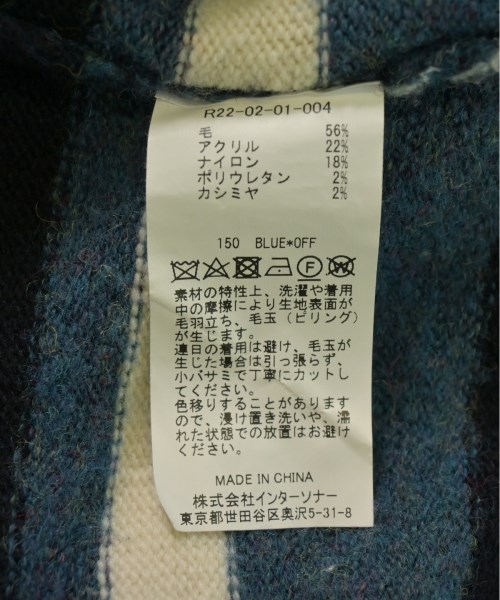 R22-02-01-004
毛 56%
アクリル 22%
ナイロン 18%
ポリウレタン 2%
カシミヤ 2%
150 BLUE*OFF
F W
素材の特性上、洗濯や着用
中の摩擦により生地表面が
毛羽立ち、毛玉(ピリング)
が生じます。
連日の着用は避け、毛玉が
生じた場合は引っ張らず、
小バサミで丁寧にカットし
てください。
色移りすることがあります
ので、浸け置き洗いや、濡
れた状態での放置はお避け
ください。
MADE IN CHINA
株式会社インターソナー
東京都世田谷区奥沢5-31-8